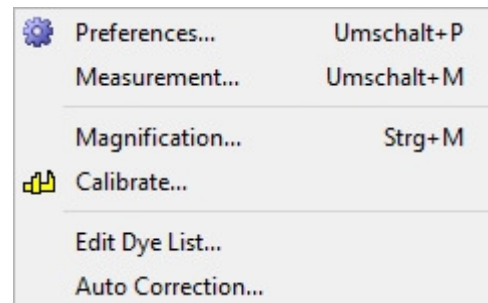 Preferences... Umschalt+P
Measurement... Umschalt+M
Magnification... Strg+M
Calibrate...
Edit Dye List...
Auto Correction...